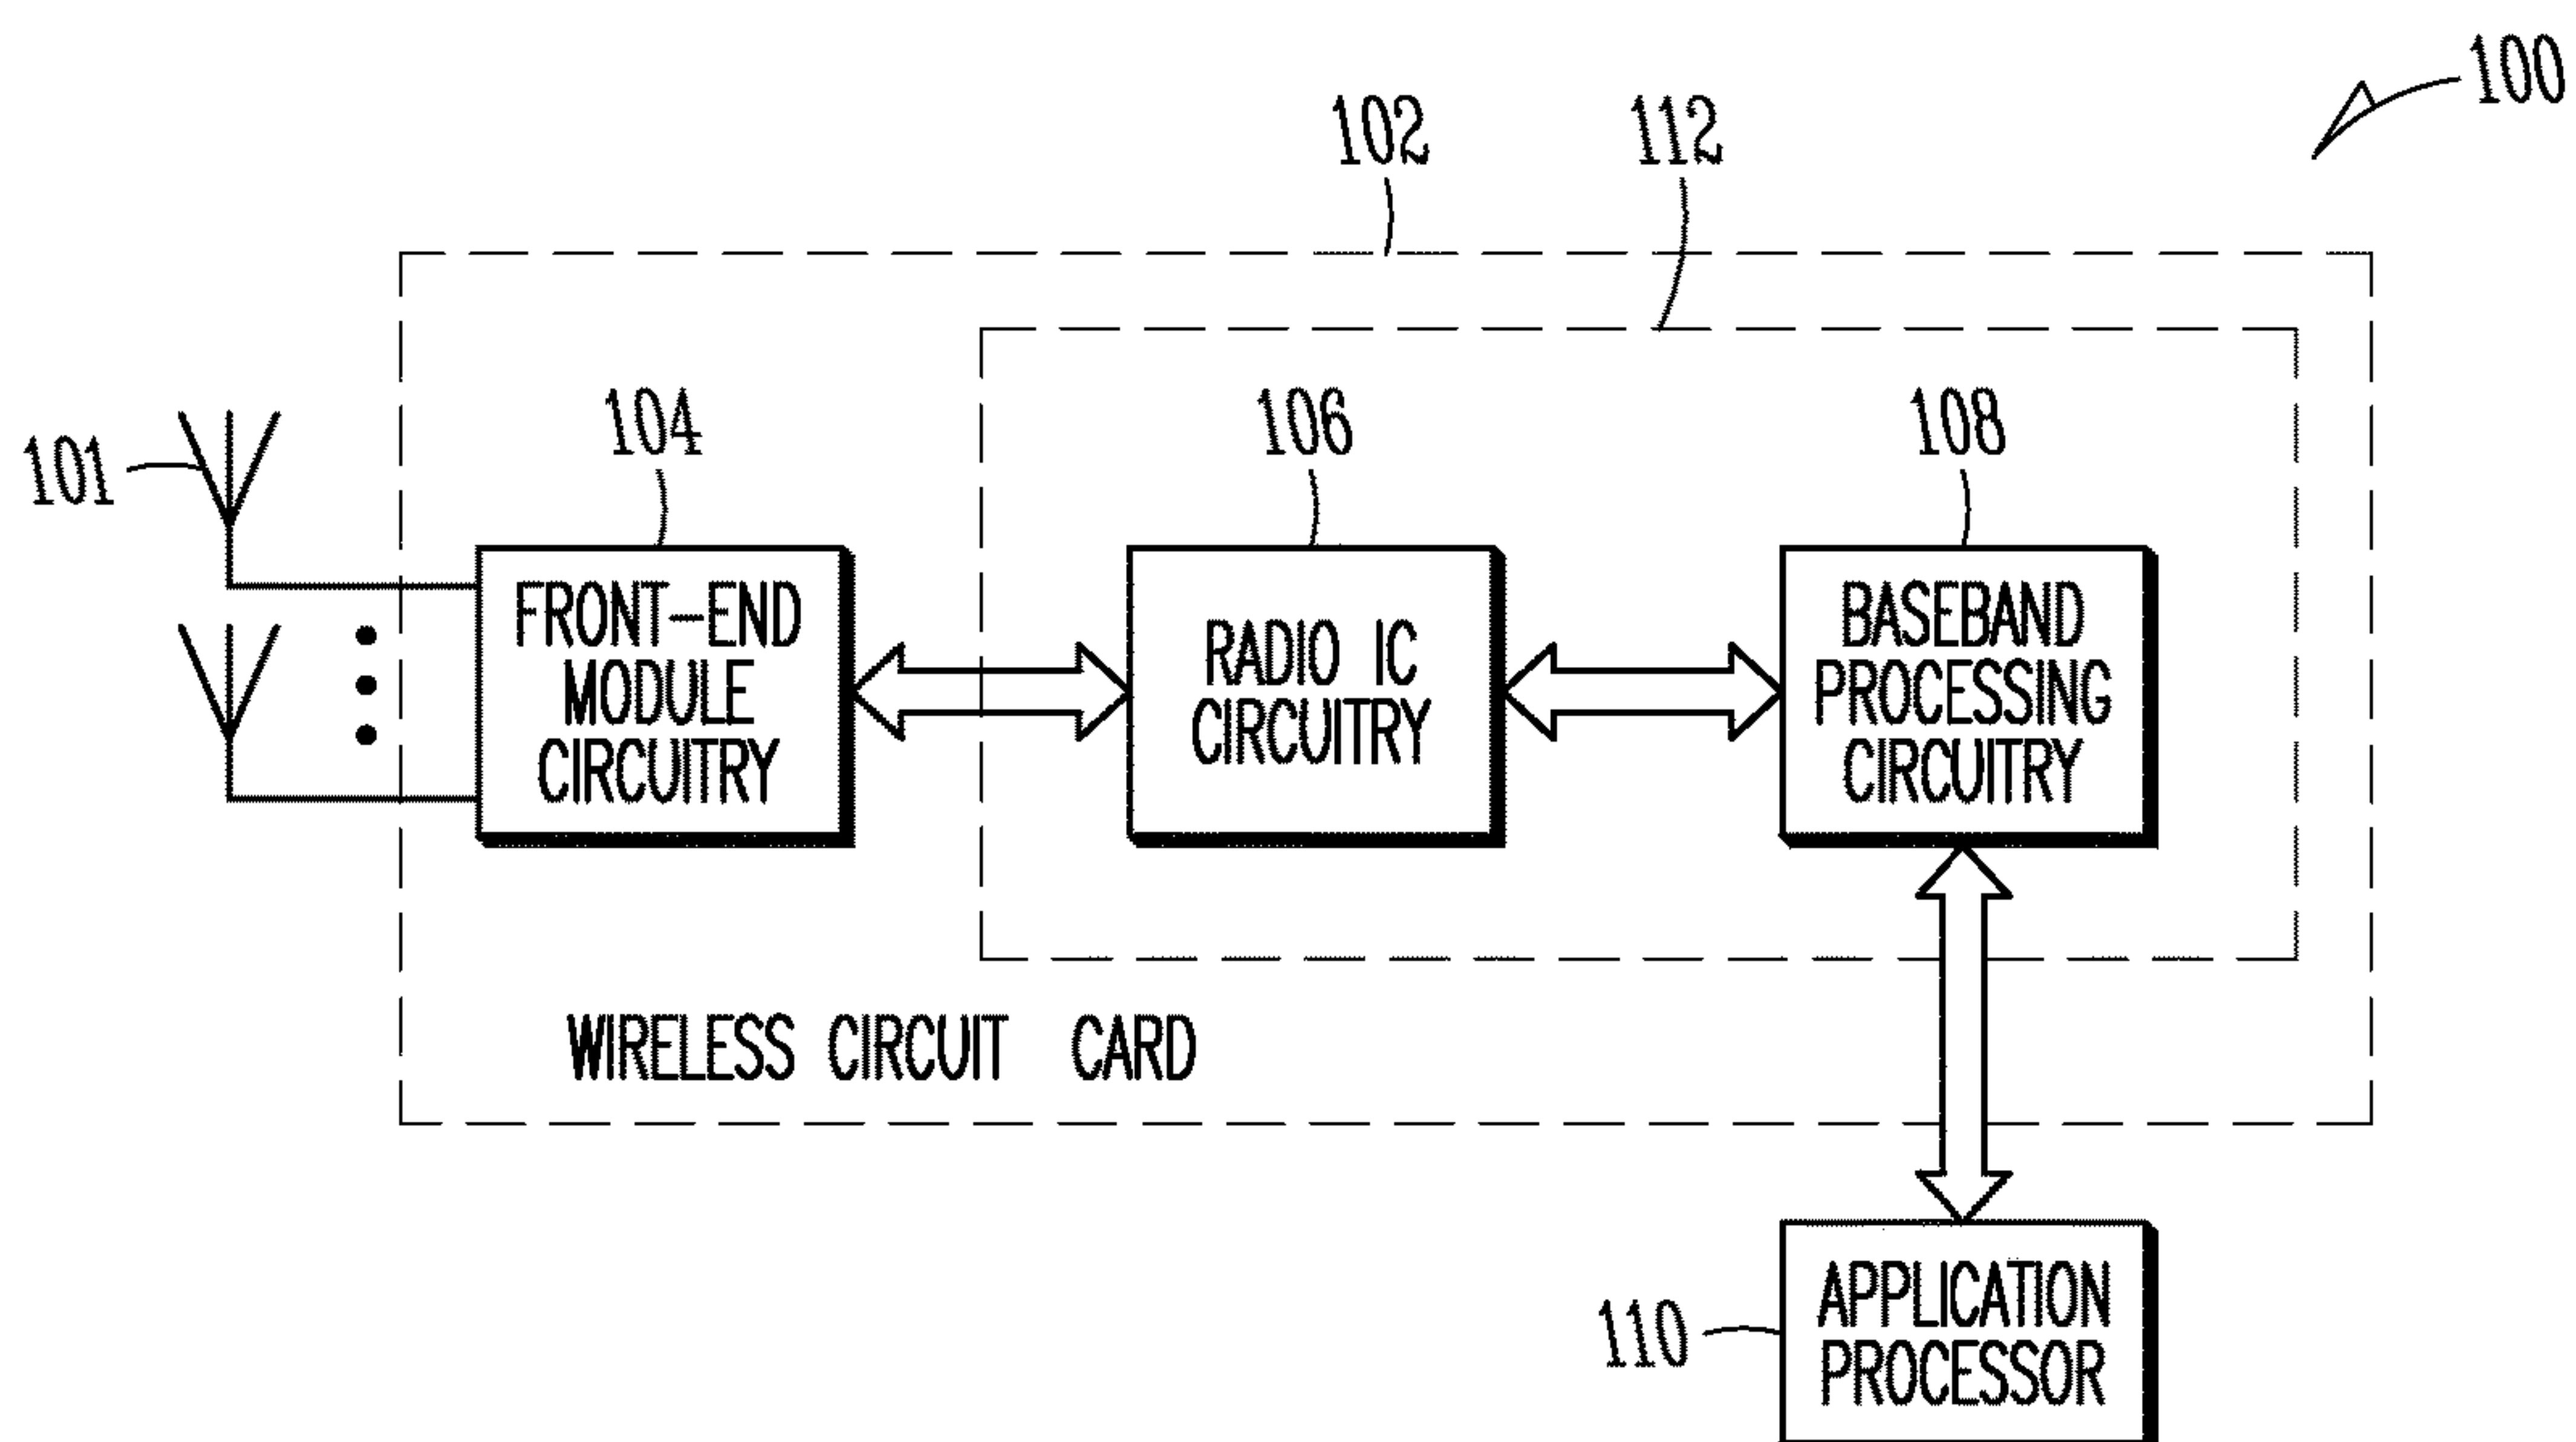 100
102
112
104
106
108
101
FRONT-END
MODULE
CIRCUITRY
RADIO IC
CIRCUITRY
BASEBAND
PROCESSING
CIRCUITRY
WIRELESS CIRCUIT CARD
110
APPLICATION
PROCESSOR